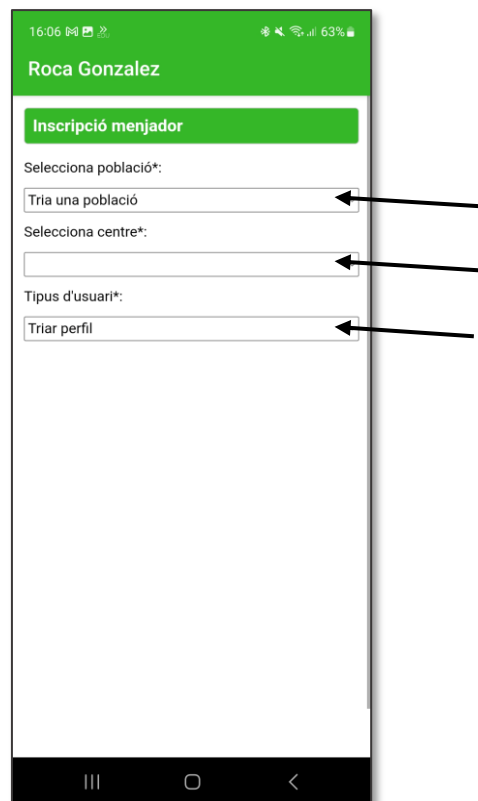 16:06 63%
Roca Gonzalez
Inscripció menjador
Selecciona població*:
Tria una població
Selecciona centre*:
Tipus d'usuari*:
Triar perfil